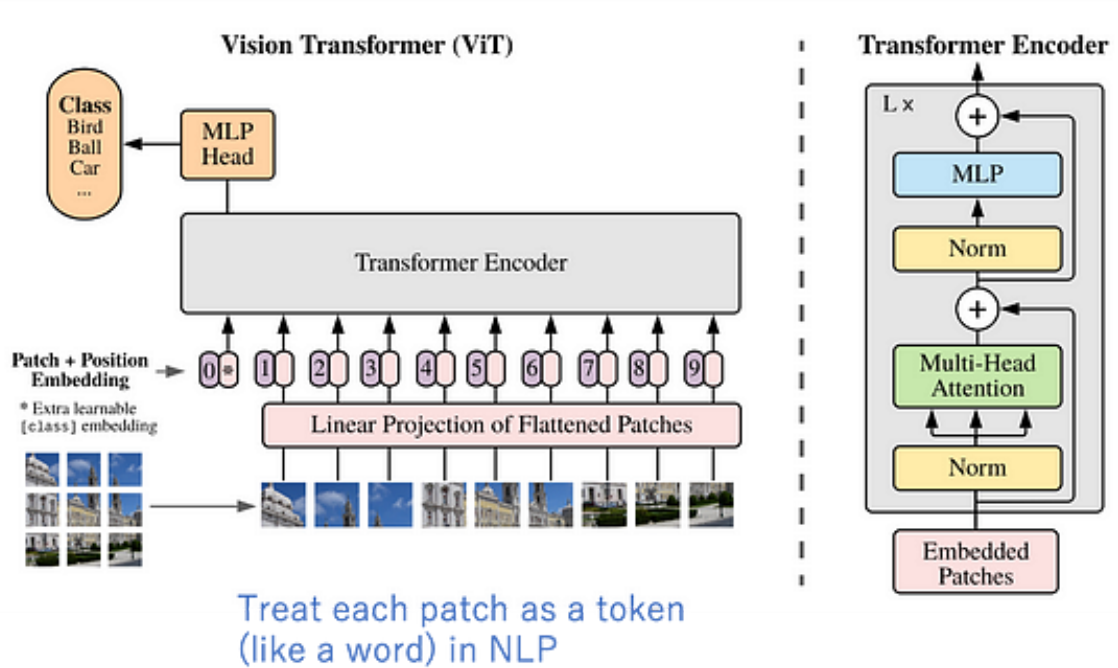 Vision Transformer (ViT)
Class
Bird
Ball
Car
...
MLP
Head
Transformer Encoder
Patch + Position
Embedding
0 * 1 2 3 4 5 6 7 8 9
* Extra learnable
[class] embedding
Linear Projection of Flattened Patches
Treat each patch as a token
(like a word) in NLP
Transformer Encoder
L x
+
MLP
Norm
+
Multi-Head
Attention
Norm
Embedded
Patches